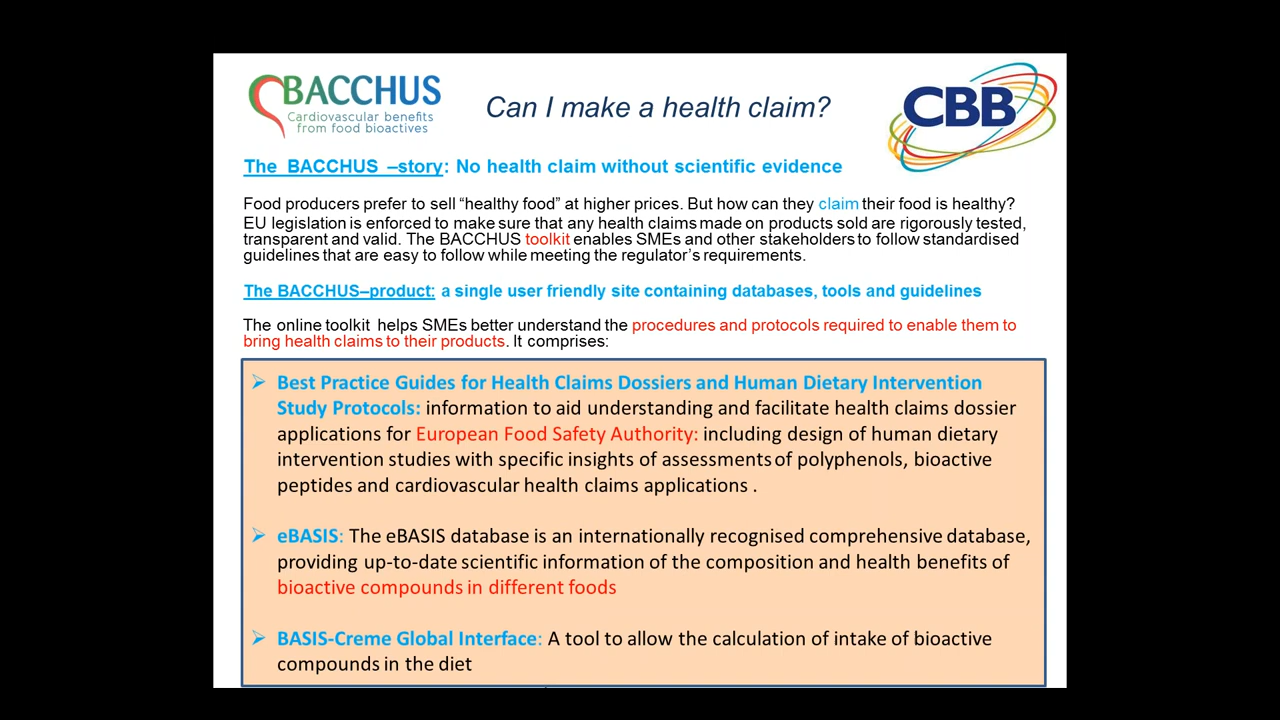 BACCHUS
Cardiovascular benefits
from food bioactives
Can I make a health claim?
CBB
The BACCHUS –story: No health claim without scientific evidence
Food producers prefer to sell “healthy food” at higher prices. But how can they claim their food is healthy?
EU legislation is enforced to make sure that any health claims made on products sold are rigorously tested,
transparent and valid. The BACCHUS toolkit enables SMEs and other stakeholders to follow standardised
guidelines that are easy to follow while meeting the regulator’s requirements.
The BACCHUS–product: a single user friendly site containing databases, tools and guidelines
The online toolkit helps SMEs better understand the procedures and protocols required to enable them to
bring health claims to their products. It comprises:
➢ Best Practice Guides for Health Claims Dossiers and Human Dietary Intervention
Study Protocols: information to aid understanding and facilitate health claims dossier
applications for European Food Safety Authority: including design of human dietary
intervention studies with specific insights of assessments of polyphenols, bioactive
peptides and cardiovascular health claims applications .
➢ eBASIS: The eBASIS database is an internationally recognised comprehensive database,
providing up-to-date scientific information of the composition and health benefits of
bioactive compounds in different foods
➢ BASIS-Creme Global Interface: A tool to allow the calculation of intake of bioactive
compounds in the diet